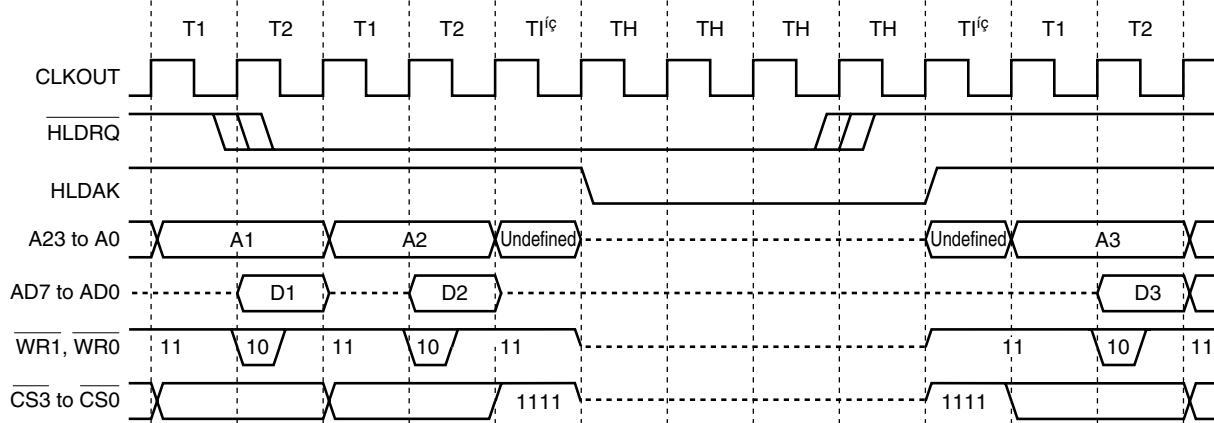 T1 T2 T1 T2 TIíç TH TH TH TH TIíç T1 T2
CLKOUT
HLDRQ
HLDAK
A23 to A0 A1 A2 Undefined Undefined A3
AD7 to AD0 D1 D2 D3
WR1, WR0 11 10 11 10 11 11 10 11
CS3 to CS0 1111 1111